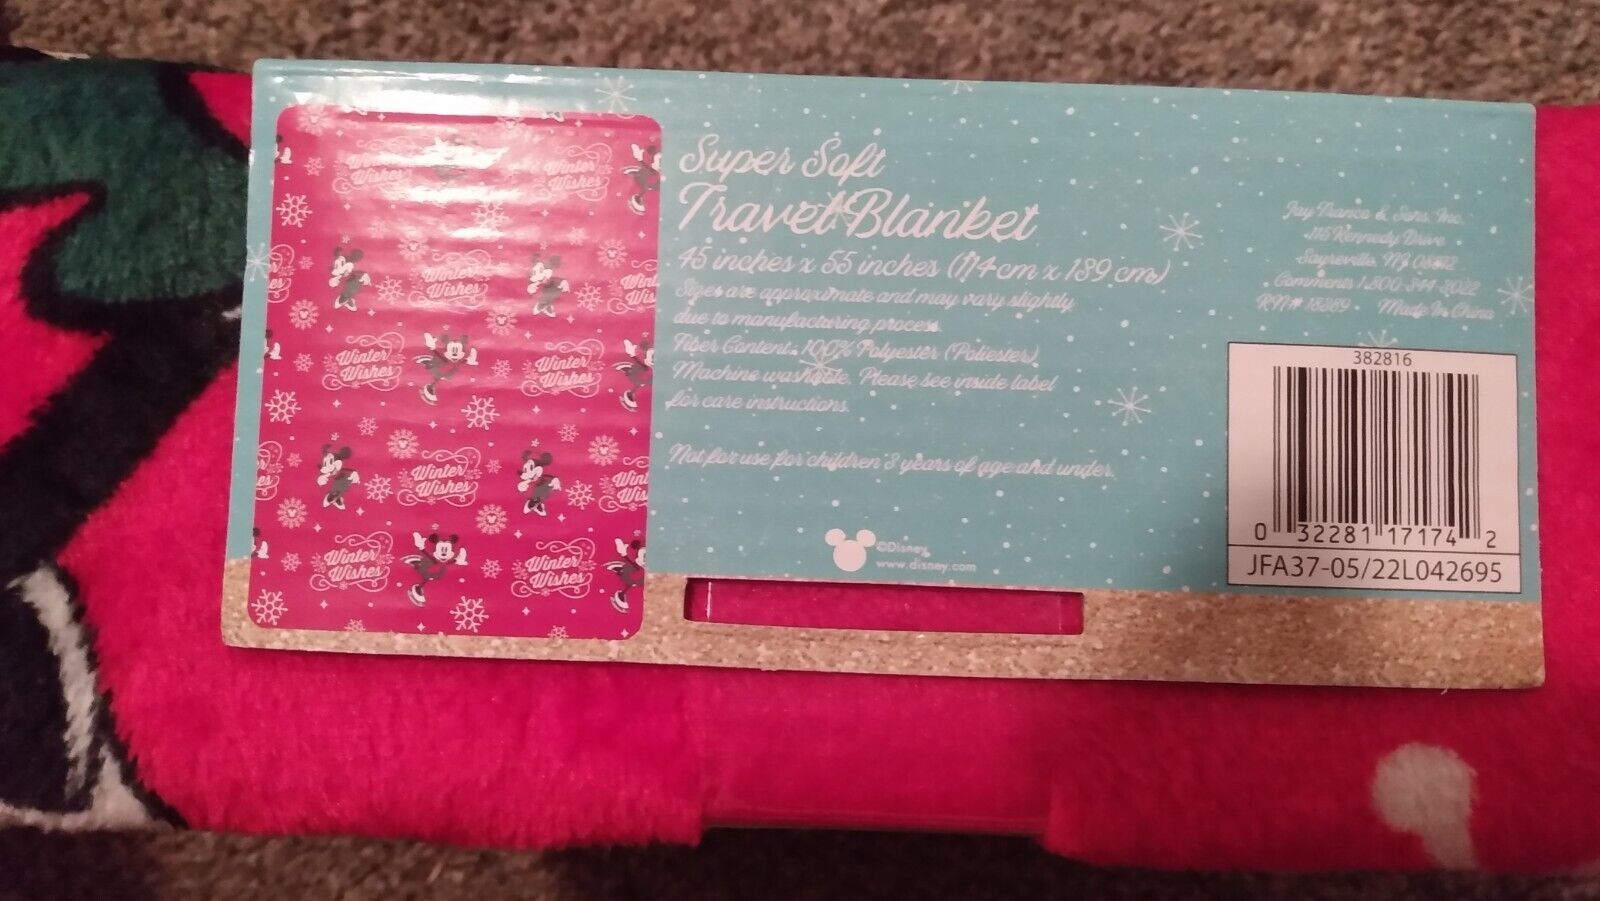 Super Soft
Travel Blanket
45 inches x 55 inches (114 cm x 139 cm)
Sizes are approximate and may vary slightly
due to manufacturing process.
Fiber Content: 100% Polyester (Poliester)
Machine washable. Please see inside label
for care instructions.
Not for use for children 3 years of age and under.
©Disney
www.disney.com
Jay Franco & Sons, Inc.
115 Kennedy Drive
Sayreville, NJ 08872
Comments 1.800-344-2022
RN# 18289 Made In China
382816
0 32281 17174 2
JFA37-05/22L042695
Winter Wishes
Winter Wishes
Winter
Wishes
Winter
Wishes
Winter
Wishes
Winter
Wishes
Winter
Wishes
Winter
Wishes